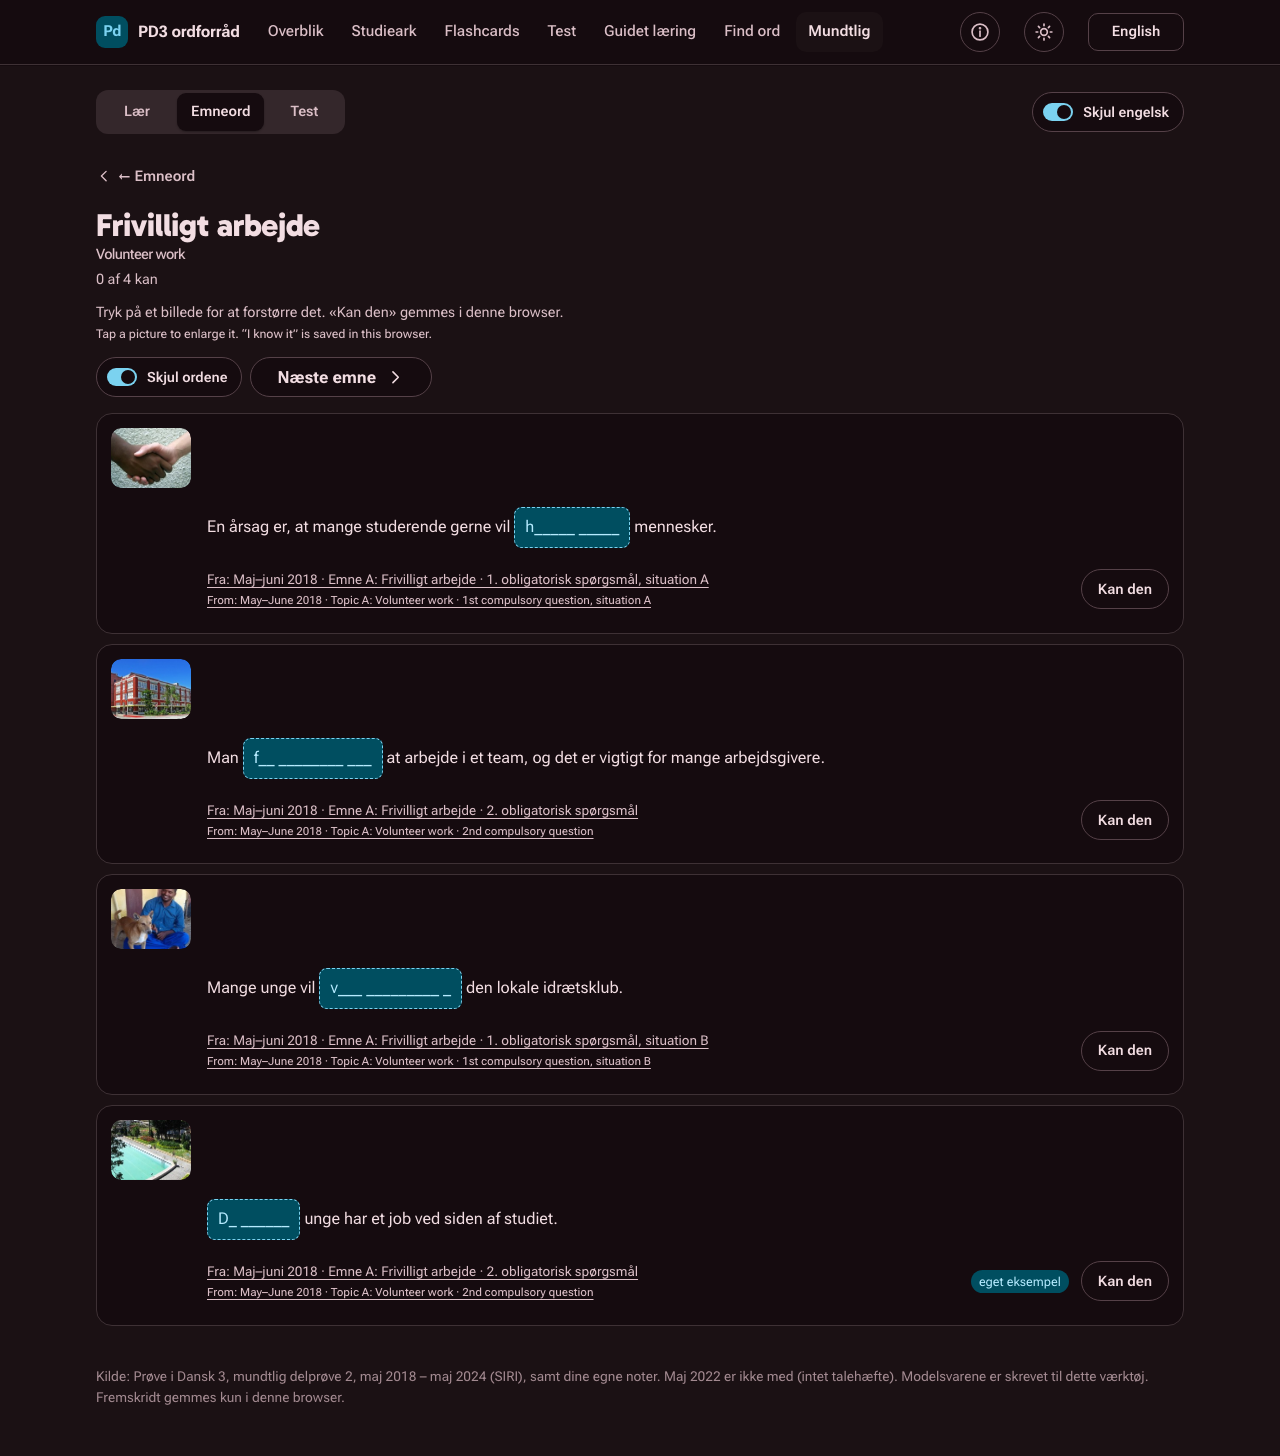 Pd PD3 ordforråd Overblik Studieark Flashcards Test Guidet læring Find ord Mundtlig English
Lær Emneord Test Skjul engelsk
← Emneord
Frivilligt arbejde
Volunteer work
0 af 4 kan
Tryk på et billede for at forstørre det. «Kan den» gemmes i denne browser.
Tap a picture to enlarge it. “I know it” is saved in this browser.
Skjul ordene Næste emne
En årsag er, at mange studerende gerne vil h_____ _____ mennesker.
Fra: Maj–juni 2018 · Emne A: Frivilligt arbejde · 1. obligatorisk spørgsmål, situation A
From: May–June 2018 · Topic A: Volunteer work · 1st compulsory question, situation A
Kan den
Man f__ ________ ___ at arbejde i et team, og det er vigtigt for mange arbejdsgivere.
Fra: Maj–juni 2018 · Emne A: Frivilligt arbejde · 2. obligatorisk spørgsmål
From: May–June 2018 · Topic A: Volunteer work · 2nd compulsory question
Kan den
Mange unge vil v___ _________ _ den lokale idrætsklub.
Fra: Maj–juni 2018 · Emne A: Frivilligt arbejde · 1. obligatorisk spørgsmål, situation B
From: May–June 2018 · Topic A: Volunteer work · 1st compulsory question, situation B
Kan den
D_ ______ unge har et job ved siden af studiet.
Fra: Maj–juni 2018 · Emne A: Frivilligt arbejde · 2. obligatorisk spørgsmål
From: May–June 2018 · Topic A: Volunteer work · 2nd compulsory question
eget eksempel Kan den
Kilde: Prøve i Dansk 3, mundtlig delprøve 2, maj 2018 – maj 2024 (SIRI), samt dine egne noter. Maj 2022 er ikke med (intet talehæfte). Modelsvarene er skrevet til dette værktøj.
Fremskridt gemmes kun i denne browser.